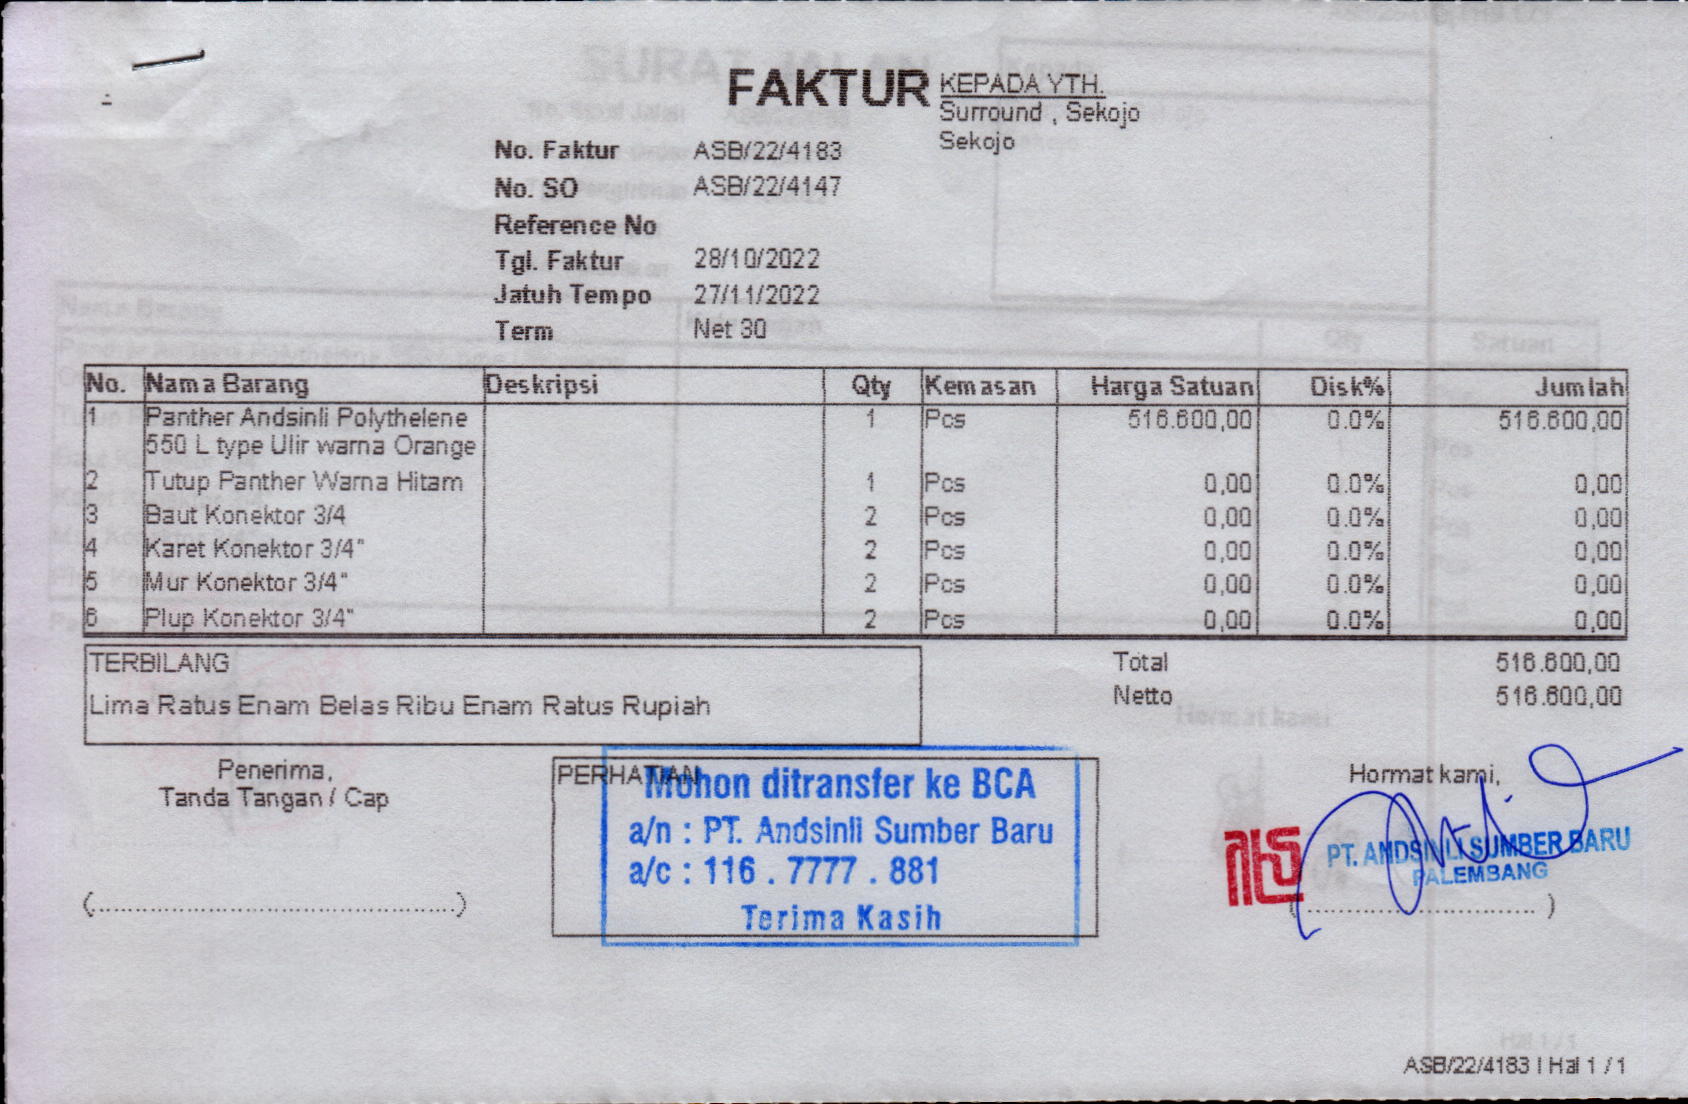 FAKTUR
KEPADA YTH.
Surround , Sekojo
Sekojo
No. Faktur ASB/22/4183
No. SO ASB/22/4147
Reference No
Tgl. Faktur 28/10/2022
Jatuh Tempo 27/11/2022
Term Net 30
No. Nama Barang Deskripsi Qty Kemasan Harga Satuan Disk% Jumlah
1 Panther Andsinli Polythelene 1 Pcs 516.600,00 0.0% 516.600,00
550 L type Ulir warna Orange
2 Tutup Panther Warna Hitam 1 Pcs 0,00 0.0% 0,00
3 Baut Konektor 3/4 2 Pcs 0,00 0.0% 0,00
4 Karet Konektor 3/4" 2 Pcs 0,00 0.0% 0,00
5 Mur Konektor 3/4" 2 Pcs 0,00 0.0% 0,00
6 Plup Konektor 3/4" 2 Pcs 0,00 0.0% 0,00
TERBILANG
Lima Ratus Enam Belas Ribu Enam Ratus Rupiah
Total 516.600,00
Netto 516.600,00
Penerima,
Tanda Tangan / Cap
(.................................................)
PERHATIAN
Mohon ditransfer ke BCA
a/n : PT. Andsinli Sumber Baru
a/c : 116 . 7777 . 881
Terima Kasih
Hormat kami,
PT. ANDSINLI SUMBER BARU
PALEMBANG
( ............................... )
ASB/22/4183 | Hal 1 / 1